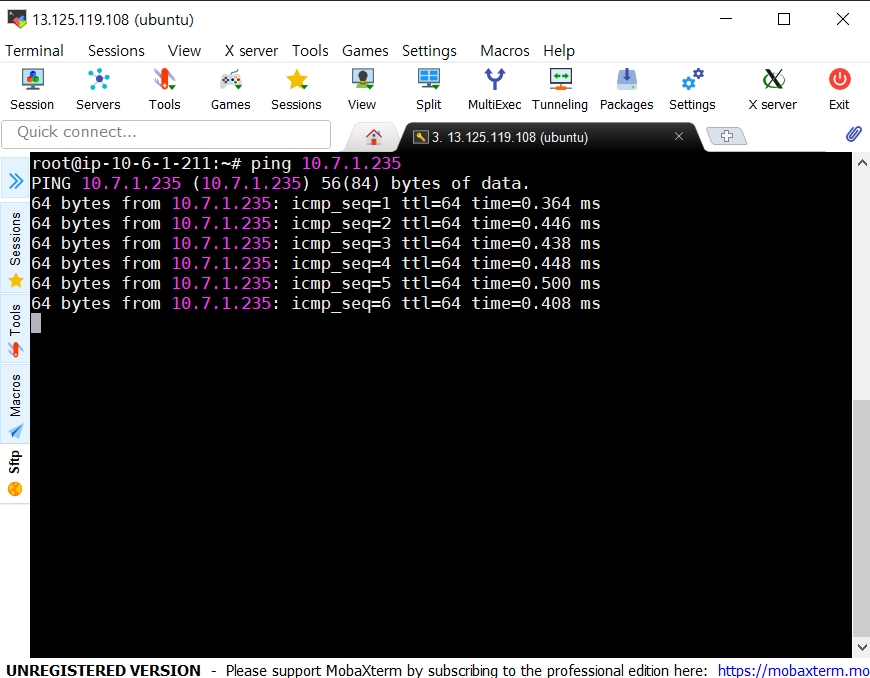 13.125.119.108 (ubuntu)
Terminal Sessions View X server Tools Games Settings Macros Help
Session Servers Tools Games Sessions View Split MultiExec Tunneling Packages Settings X server Exit
Quick connect...
3. 13.125.119.108 (ubuntu)
root@ip-10-6-1-211:~# ping 10.7.1.235
PING 10.7.1.235 (10.7.1.235) 56(84) bytes of data.
64 bytes from 10.7.1.235: icmp_seq=1 ttl=64 time=0.364 ms
64 bytes from 10.7.1.235: icmp_seq=2 ttl=64 time=0.446 ms
64 bytes from 10.7.1.235: icmp_seq=3 ttl=64 time=0.438 ms
64 bytes from 10.7.1.235: icmp_seq=4 ttl=64 time=0.448 ms
64 bytes from 10.7.1.235: icmp_seq=5 ttl=64 time=0.500 ms
64 bytes from 10.7.1.235: icmp_seq=6 ttl=64 time=0.408 ms
Sessions
Tools
Macros
Sftp
UNREGISTERED VERSION - Please support MobaXterm by subscribing to the professional edition here: https://mobaxterm.mo